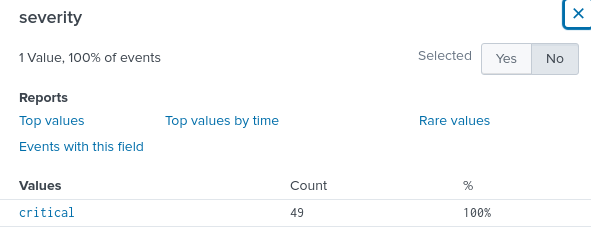 severity
1 Value, 100% of events Selected Yes No
Reports
Top values Top values by time Rare values
Events with this field
Values Count %
critical 49 100%